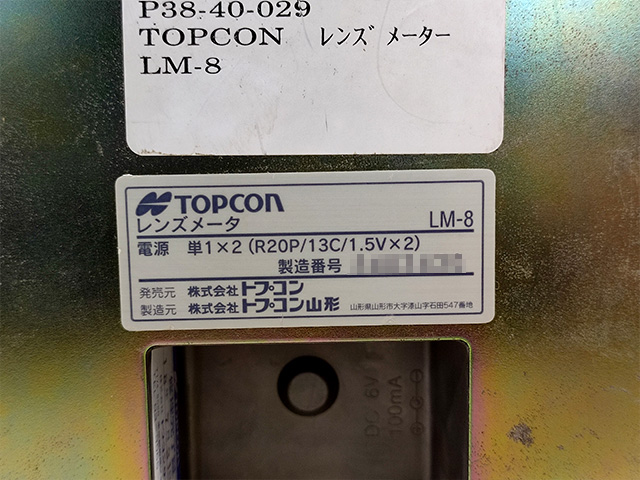 P38-40-029
TOPCON レンズメーター
LM-8
TOPCON
レンズメータ LM-8
電源 単1×2 (R20P/13C/1.5V×2)
製造番号
発売元 株式会社トプコン
製造元 株式会社トプコン山形 山形県山形市大字漆山字石田547番地
DC 6V
100mA